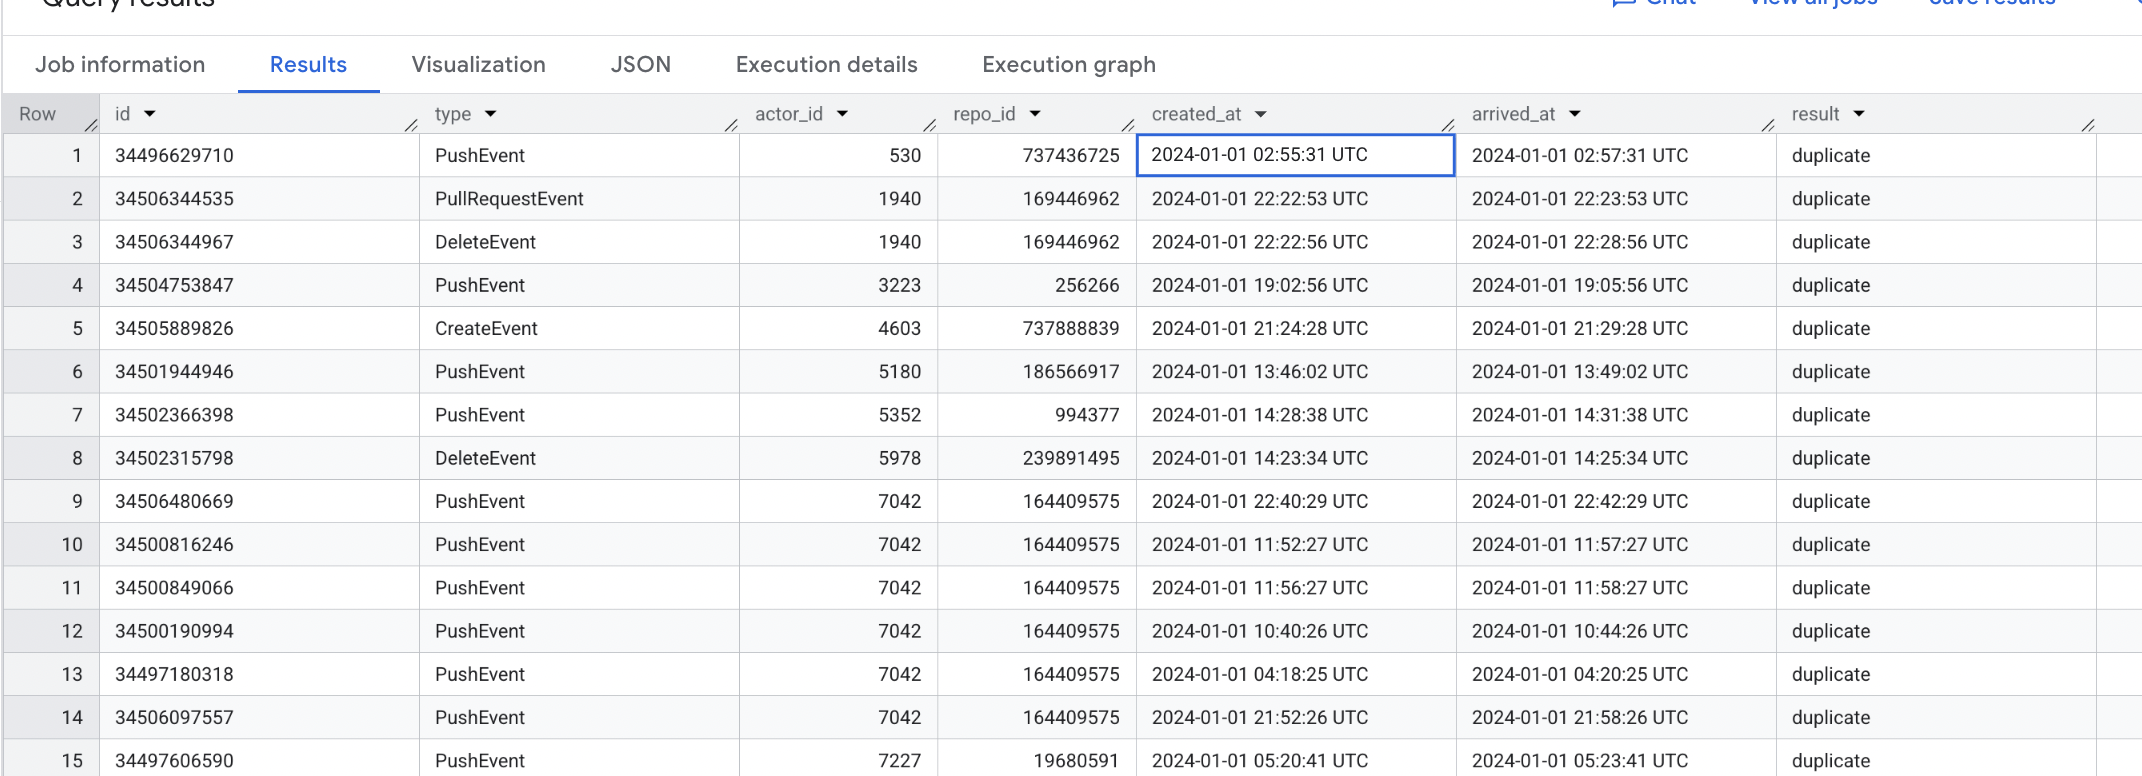 Query results Chat View all jobs Save results
Job information Results Visualization JSON Execution details Execution graph
Row id type actor_id repo_id created_at arrived_at result
1 34496629710 PushEvent 530 737436725 2024-01-01 02:55:31 UTC 2024-01-01 02:57:31 UTC duplicate
2 34506344535 PullRequestEvent 1940 169446962 2024-01-01 22:22:53 UTC 2024-01-01 22:23:53 UTC duplicate
3 34506344967 DeleteEvent 1940 169446962 2024-01-01 22:22:56 UTC 2024-01-01 22:28:56 UTC duplicate
4 34504753847 PushEvent 3223 256266 2024-01-01 19:02:56 UTC 2024-01-01 19:05:56 UTC duplicate
5 34505889826 CreateEvent 4603 737888839 2024-01-01 21:24:28 UTC 2024-01-01 21:29:28 UTC duplicate
6 34501944946 PushEvent 5180 186566917 2024-01-01 13:46:02 UTC 2024-01-01 13:49:02 UTC duplicate
7 34502366398 PushEvent 5352 994377 2024-01-01 14:28:38 UTC 2024-01-01 14:31:38 UTC duplicate
8 34502315798 DeleteEvent 5978 239891495 2024-01-01 14:23:34 UTC 2024-01-01 14:25:34 UTC duplicate
9 34506480669 PushEvent 7042 164409575 2024-01-01 22:40:29 UTC 2024-01-01 22:42:29 UTC duplicate
10 34500816246 PushEvent 7042 164409575 2024-01-01 11:52:27 UTC 2024-01-01 11:57:27 UTC duplicate
11 34500849066 PushEvent 7042 164409575 2024-01-01 11:56:27 UTC 2024-01-01 11:58:27 UTC duplicate
12 34500190994 PushEvent 7042 164409575 2024-01-01 10:40:26 UTC 2024-01-01 10:44:26 UTC duplicate
13 34497180318 PushEvent 7042 164409575 2024-01-01 04:18:25 UTC 2024-01-01 04:20:25 UTC duplicate
14 34506097557 PushEvent 7042 164409575 2024-01-01 21:52:26 UTC 2024-01-01 21:58:26 UTC duplicate
15 34497606590 PushEvent 7227 19680591 2024-01-01 05:20:41 UTC 2024-01-01 05:23:41 UTC duplicate